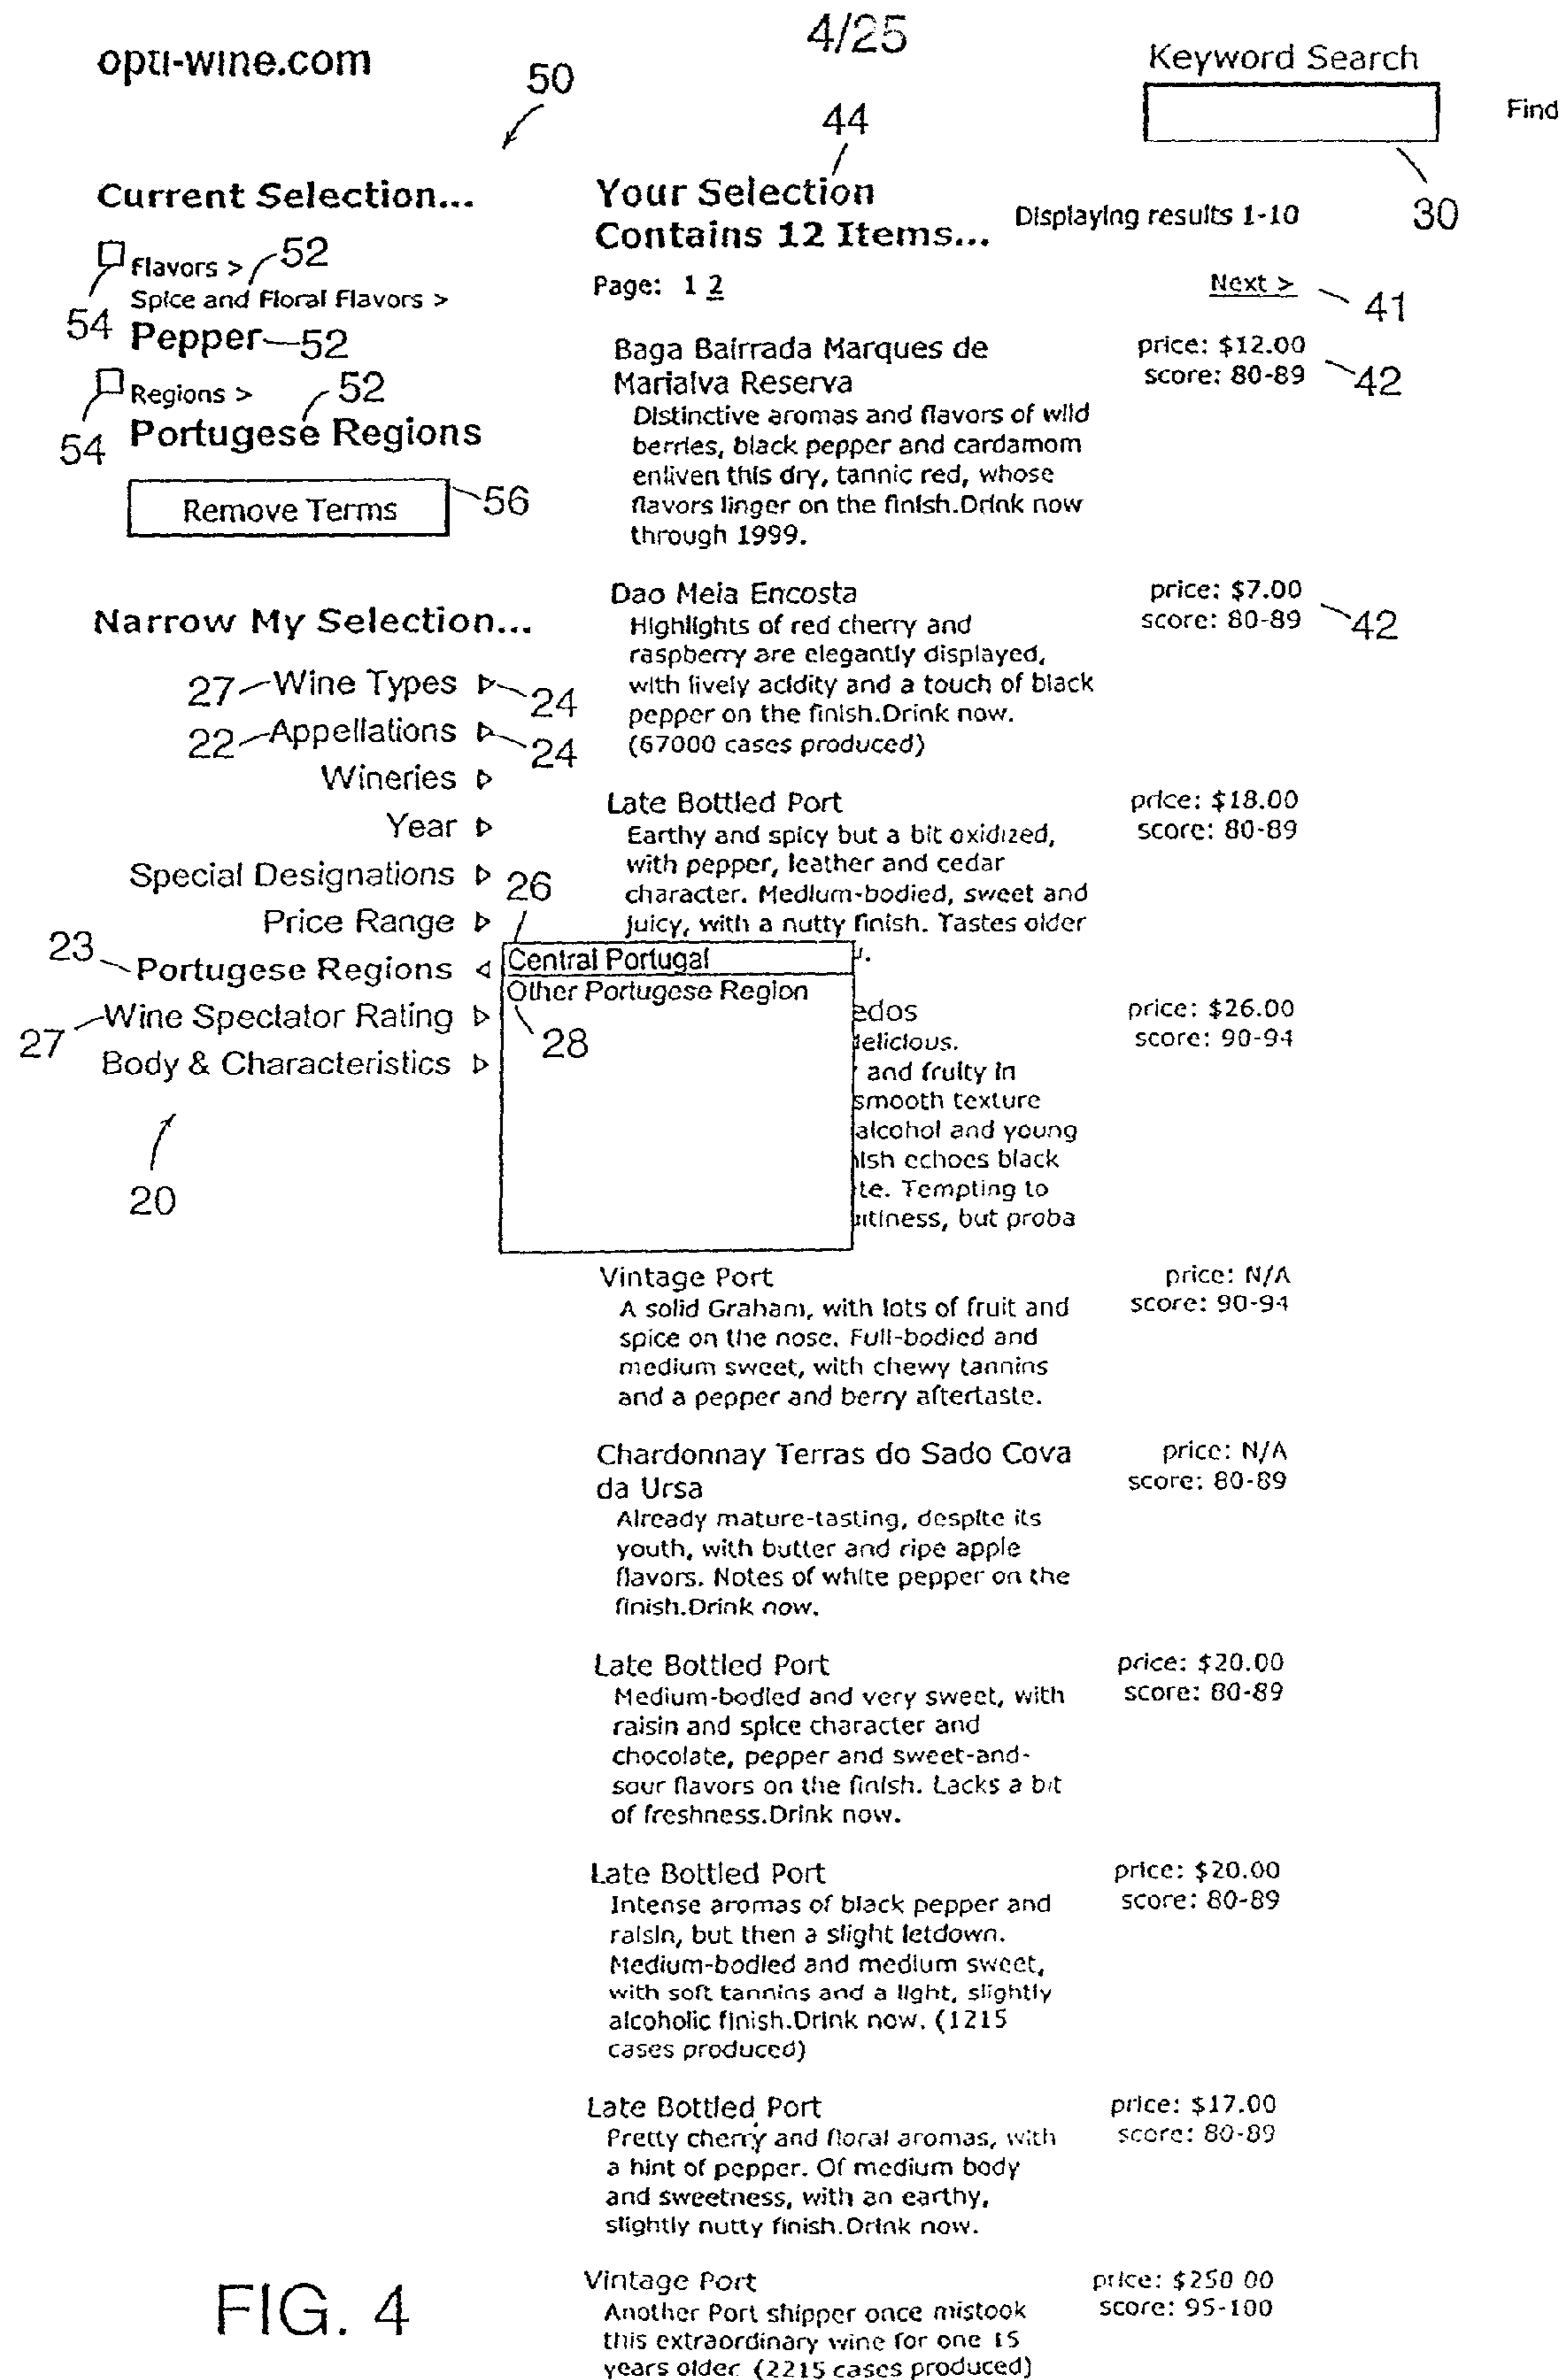 4/25
opti-wine.com
50
44
Keyword Search
Find
30
Current Selection...
Flavors > 52
Spice and Floral Flavors >
54 Pepper 52
Regions > 52
54 Portugese Regions
Remove Terms 56
Narrow My Selection...
27 Wine Types 24
22 Appellations 24
Wineries
Year
Special Designations
Price Range
23 Portugese Regions
27 Wine Spectator Rating
Body & Characteristics
20
26
Central Portugal
Other Portugese Region
28
Your Selection
Contains 12 Items...
Displaying results 1-10
Page: 1 2
Next > 41
Baga Bairrada Marques de
Marialva Reserva
Distinctive aromas and flavors of wild
berries, black pepper and cardamom
enliven this dry, tannic red, whose
flavors linger on the finish.Drink now
through 1999.
price: $12.00
score: 80-89 42
Dao Meia Encosta
Highlights of red cherry and
raspberry are elegantly displayed,
with lively acidity and a touch of black
pepper on the finish.Drink now.
(67000 cases produced)
price: $7.00
score: 80-89 42
Late Bottled Port
Earthy and spicy but a bit oxidized,
with pepper, leather and cedar
character. Medium-bodied, sweet and
juicy, with a nutty finish. Tastes older
price: $18.00
score: 80-89
edos
delicious.
and fruity in
smooth texture
alcohol and young
ish echoes black
te. Tempting to
uitiness, but proba
price: $26.00
score: 90-94
Vintage Port
A solid Graham, with lots of fruit and
spice on the nose. Full-bodied and
medium sweet, with chewy tannins
and a pepper and berry aftertaste.
price: N/A
score: 90-94
Chardonnay Terras do Sado Cova
da Ursa
Already mature-tasting, despite its
youth, with butter and ripe apple
flavors. Notes of white pepper on the
finish.Drink now.
price: N/A
score: 80-89
Late Bottled Port
Medium-bodied and very sweet, with
raisin and spice character and
chocolate, pepper and sweet-and-
sour flavors on the finish. Lacks a bit
of freshness.Drink now.
price: $20.00
score: 80-89
Late Bottled Port
Intense aromas of black pepper and
raisin, but then a slight letdown.
Medium-bodied and medium sweet,
with soft tannins and a light, slightly
alcoholic finish.Drink now. (1215
cases produced)
price: $20.00
score: 80-89
Late Bottled Port
Pretty cherry and floral aromas, with
a hint of pepper. Of medium body
and sweetness, with an earthy,
slightly nutty finish.Drink now.
price: $17.00
score: 80-89
Vintage Port
Another Port shipper once mistook
this extraordinary wine for one 15
years older. (2215 cases produced)
price: $250.00
score: 95-100
FIG. 4